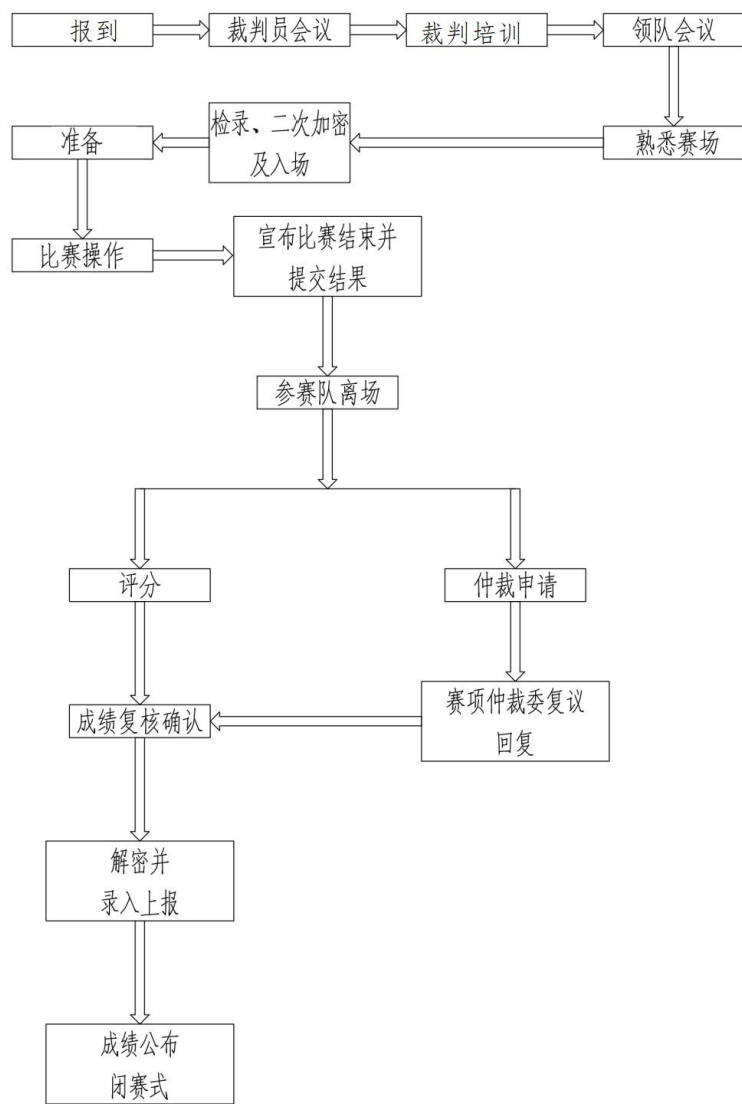 报到
裁判员会议
裁判培训
领队会议
熟悉赛场
检录、二次加密
及入场
准备
比赛操作
宣布比赛结束并
提交结果
参赛队离场
评分
仲裁申请
赛项仲裁委复议
回复
成绩复核确认
解密并
录入上报
成绩公布
闭赛式